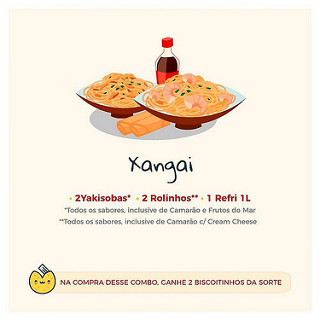 Xangai
• 2Yakisobas* • 2 Rolinhos** • 1 Refri 1L
*Todos os sabores, inclusive de Camarão e Frutos do Mar
**Todos os sabores, inclusive de Camarão c/ Cream Cheese
NA COMPRA DESSE COMBO, GANHE 2 BISCOITINHOS DA SORTE